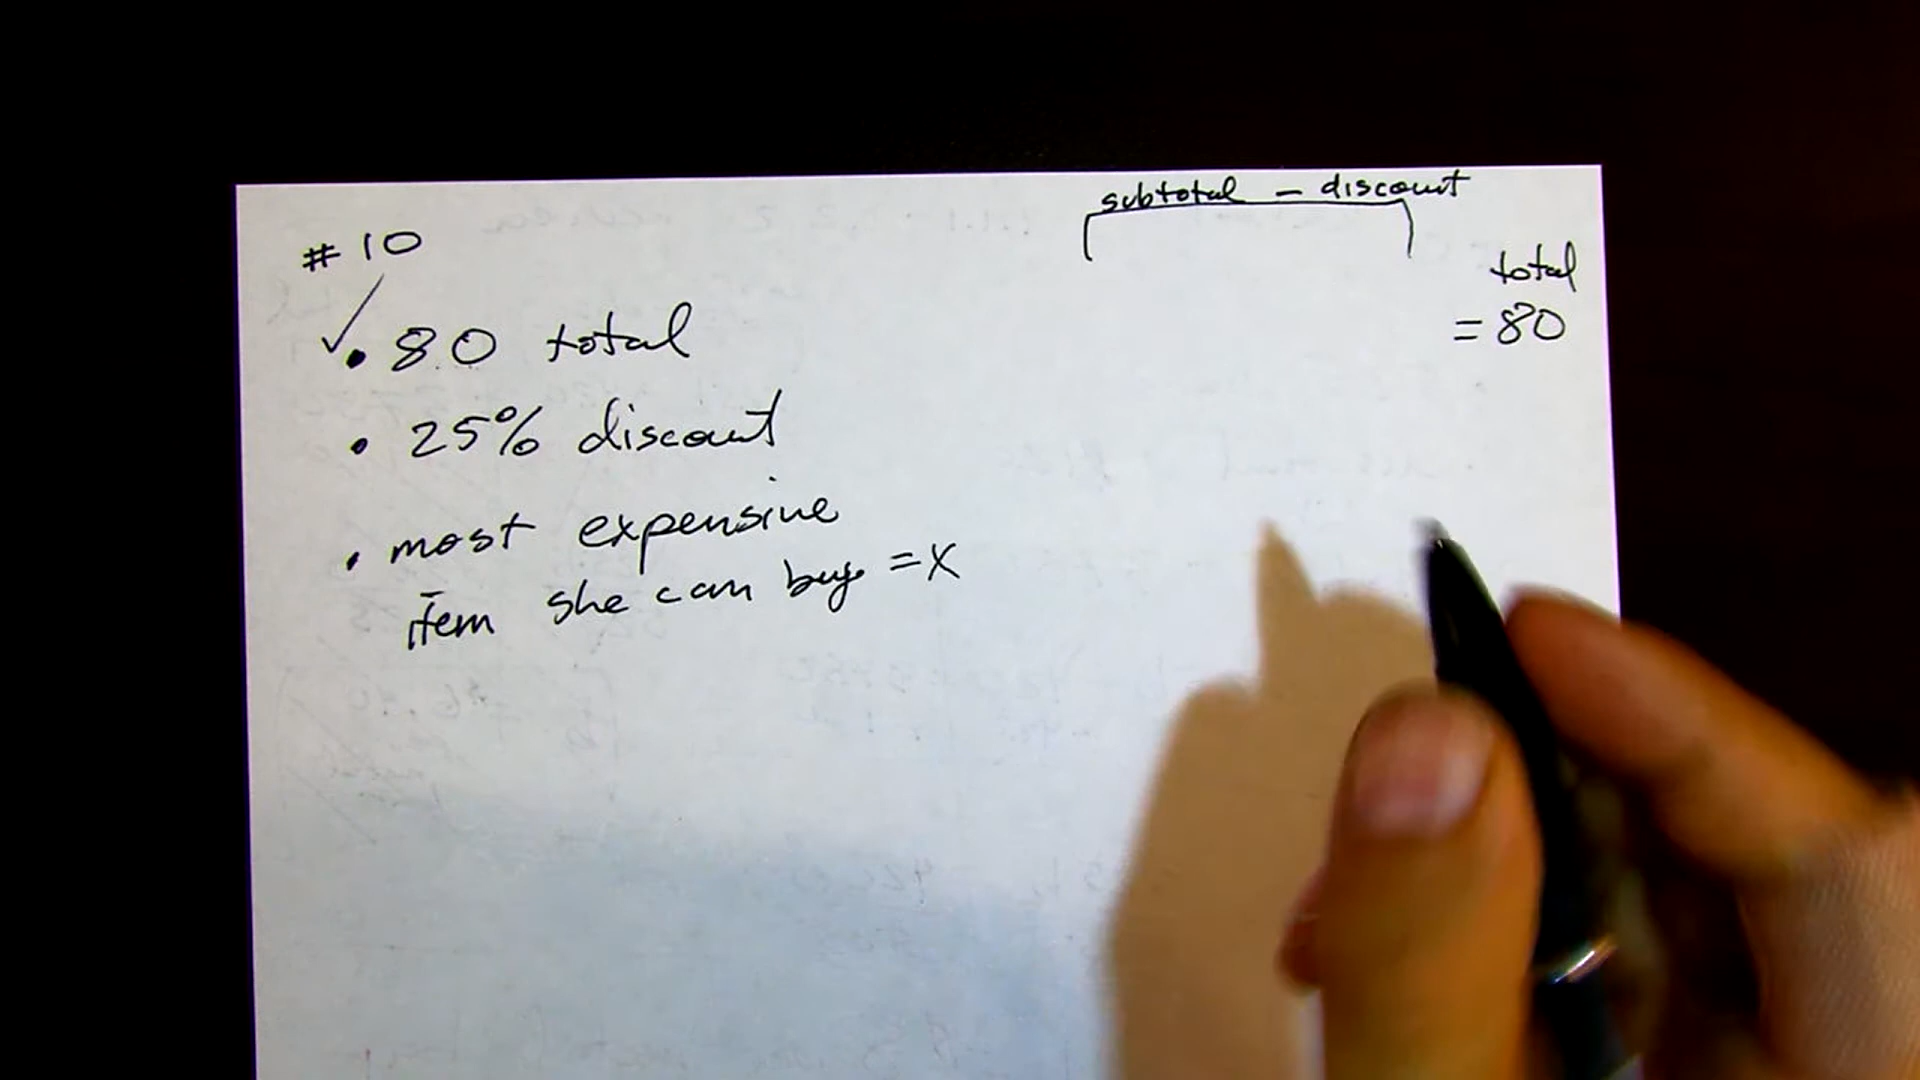 subtotal - discount
# 10
total
= 80
• 80 total
• 25% discount
• most expensive
item she can buy = x